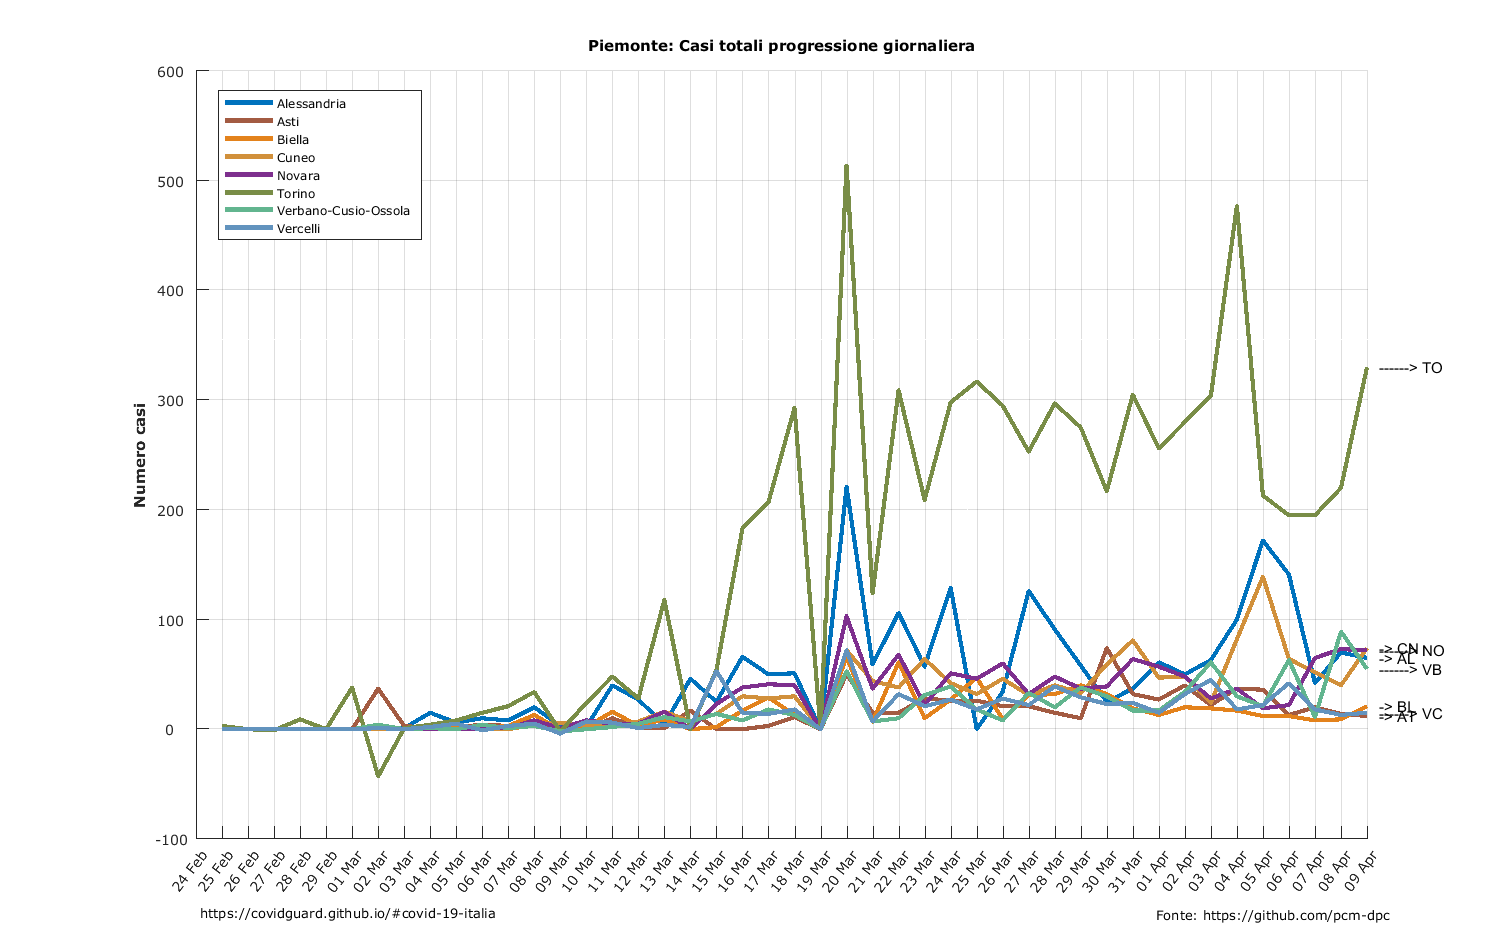 Piemonte: Casi totali progressione giornaliera
600
500
400
300
200
100
0
-100
Numero casi
Alessandria
Asti
Biella
Cuneo
Novara
Torino
Verbano-Cusio-Ossola
Vercelli
------> TO
-> CN
------> NO
-> AL
------> VB
-> BI
------> VC
-> AT
24 Feb
25 Feb
26 Feb
27 Feb
28 Feb
29 Feb
01 Mar
02 Mar
03 Mar
04 Mar
05 Mar
06 Mar
07 Mar
08 Mar
09 Mar
10 Mar
11 Mar
12 Mar
13 Mar
14 Mar
15 Mar
16 Mar
17 Mar
18 Mar
19 Mar
20 Mar
21 Mar
22 Mar
23 Mar
24 Mar
25 Mar
26 Mar
27 Mar
28 Mar
29 Mar
30 Mar
31 Mar
01 Apr
02 Apr
03 Apr
04 Apr
05 Apr
06 Apr
07 Apr
08 Apr
09 Apr
https://covidguard.github.io/#covid-19-italia
Fonte: https://github.com/pcm-dpc